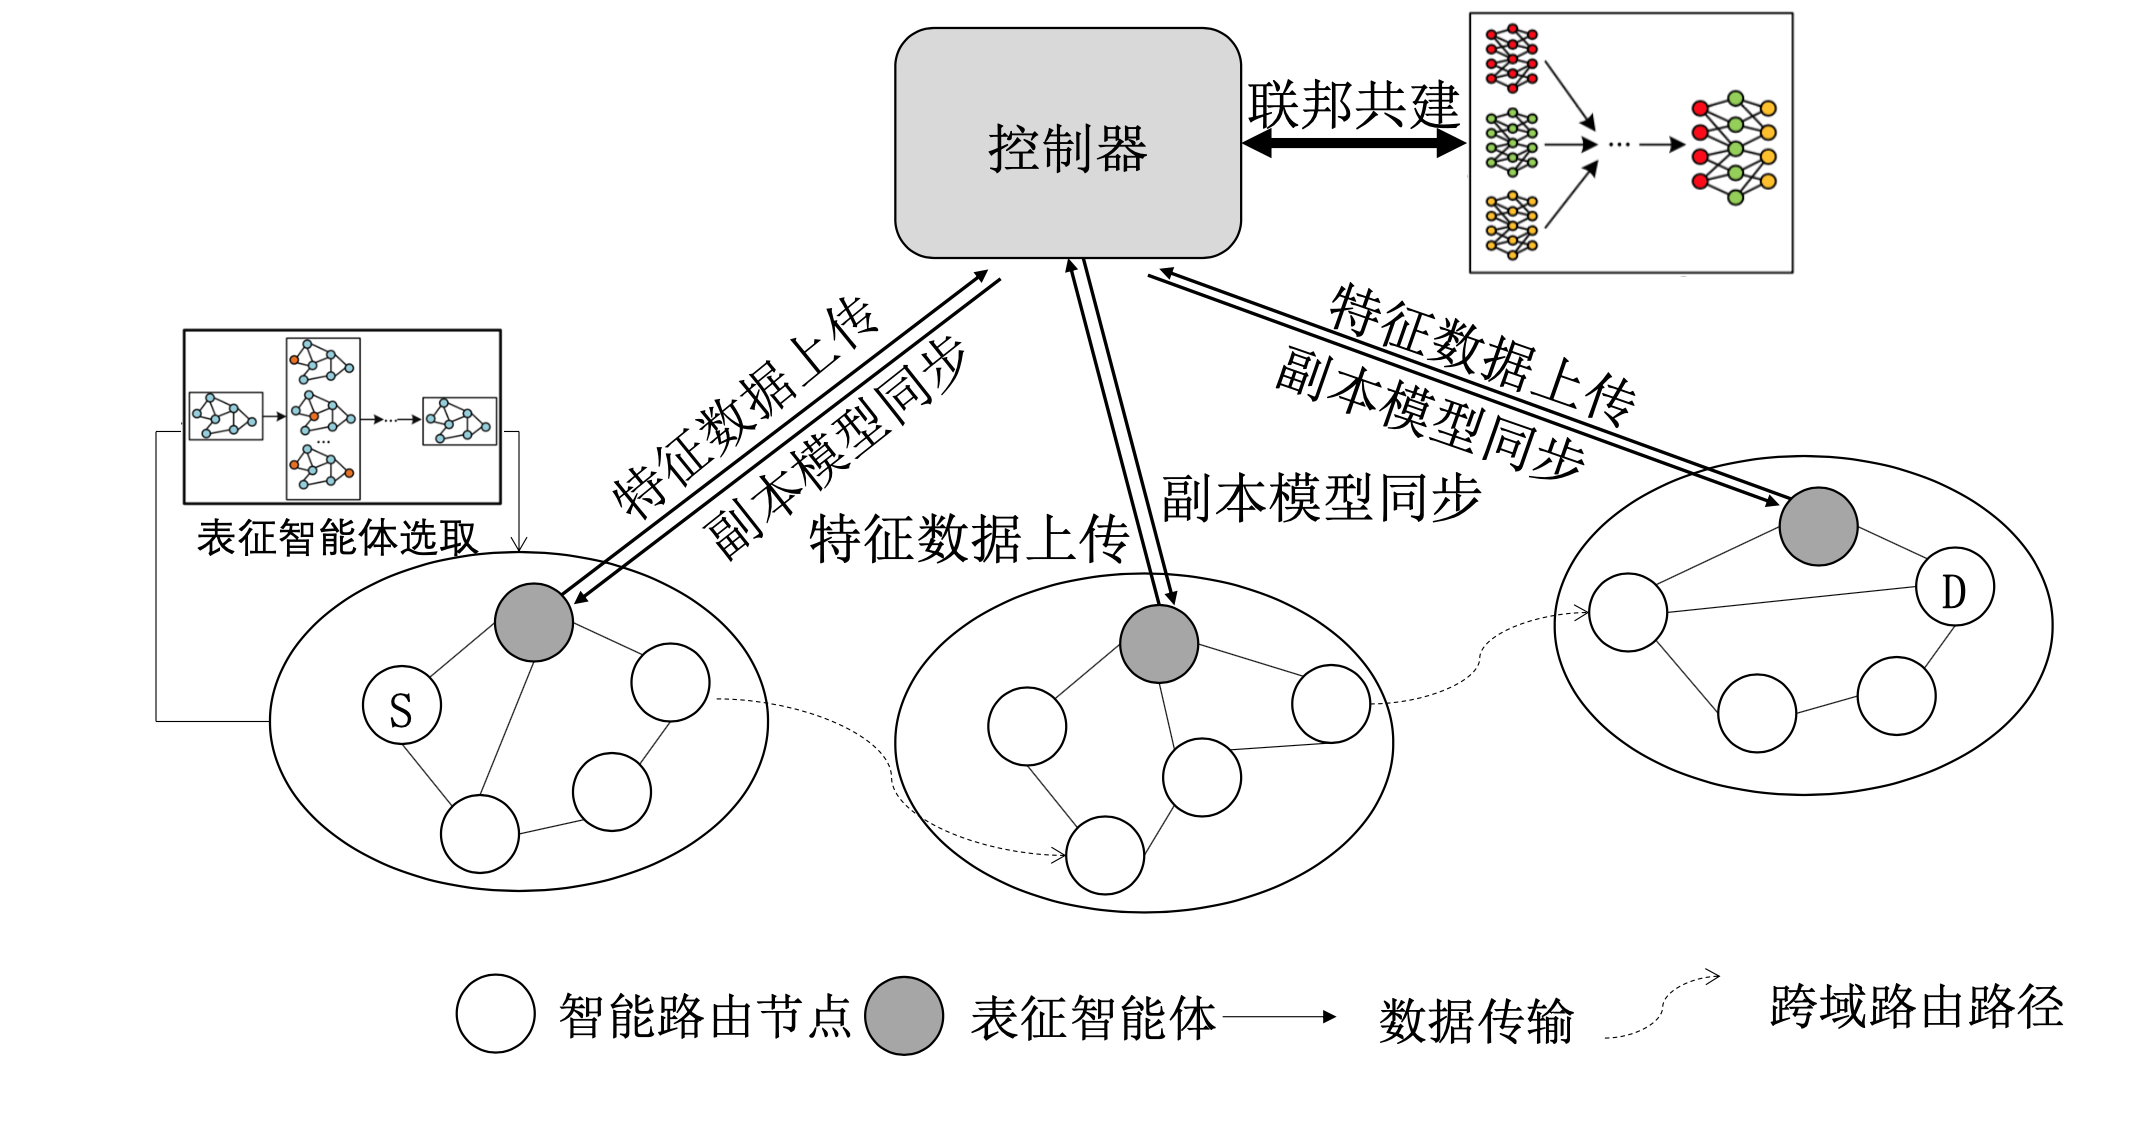 控制器
联邦共建
特征数据上传
副本模型同步
特征数据上传
副本模型同步
特征数据上传
副本模型同步
表征智能体选取
S
D
智能路由节点
表征智能体
数据传输
跨域路由路径